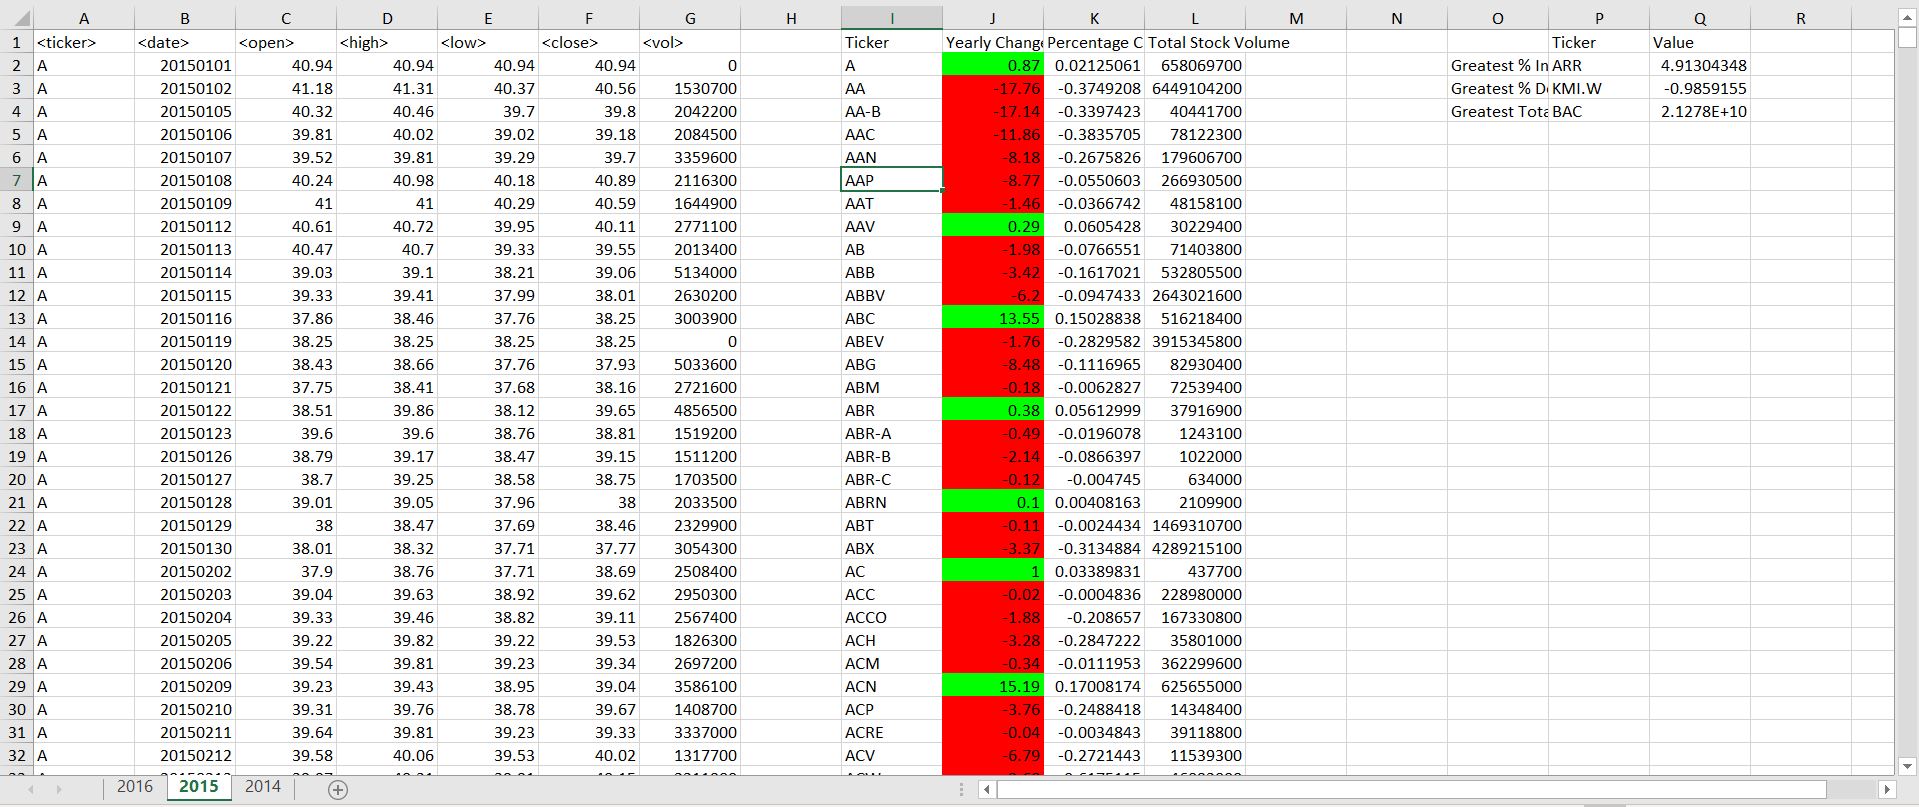 A B C D E F G H I J K L M N O P Q R
1 <ticker> <date> <open> <high> <low> <close> <vol> Ticker Yearly Change Percentage C Total Stock Volume Ticker Value
2 A 20150101 40.94 40.94 40.94 40.94 0 A 0.87 0.02125061 658069700 Greatest % In ARR 4.91304348
3 A 20150102 41.18 41.31 40.37 40.56 1530700 AA -17.76 -0.3749208 6449104200 Greatest % De KMI.W -0.9859155
4 A 20150105 40.32 40.46 39.7 39.8 2042200 AA-B -17.14 -0.3397423 40441700 Greatest Tota BAC 2.1278E+10
5 A 20150106 39.81 40.02 39.02 39.18 2084500 AAC -11.86 -0.3835705 78122300
6 A 20150107 39.52 39.81 39.29 39.7 3359600 AAN -8.18 -0.2675826 179606700
7 A 20150108 40.24 40.98 40.18 40.89 2116300 AAP -8.77 -0.0550603 266930500
8 A 20150109 41 41 40.29 40.59 1644900 AAT -1.46 -0.0366742 48158100
9 A 20150112 40.61 40.72 39.95 40.11 2771100 AAV 0.29 0.0605428 30229400
10 A 20150113 40.47 40.7 39.33 39.55 2013400 AB -1.98 -0.0766551 71403800
11 A 20150114 39.03 39.1 38.21 39.06 5134000 ABB -3.42 -0.1617021 532805500
12 A 20150115 39.33 39.41 37.99 38.01 2630200 ABBV -6.2 -0.0947433 2643021600
13 A 20150116 37.86 38.46 37.76 38.25 3003900 ABC 13.55 0.15028838 516218400
14 A 20150119 38.25 38.25 38.25 38.25 0 ABEV -1.76 -0.2829582 3915345800
15 A 20150120 38.43 38.66 37.76 37.93 5033600 ABG -8.48 -0.1116965 82930400
16 A 20150121 37.75 38.41 37.68 38.16 2721600 ABM -0.18 -0.0062827 72539400
17 A 20150122 38.51 39.86 38.12 39.65 4856500 ABR 0.38 0.05612999 37916900
18 A 20150123 39.6 39.6 38.76 38.81 1519200 ABR-A -0.49 -0.0196078 1243100
19 A 20150126 38.79 39.17 38.47 39.15 1511200 ABR-B -2.14 -0.0866397 1022000
20 A 20150127 38.7 39.25 38.58 38.75 1703500 ABR-C -0.12 -0.004745 634000
21 A 20150128 39.01 39.05 37.96 38 2033500 ABRN 0.1 0.00408163 2109900
22 A 20150129 38 38.47 37.69 38.46 2329900 ABT -0.11 -0.0024434 1469310700
23 A 20150130 38.01 38.32 37.71 37.77 3054300 ABX -3.37 -0.3134884 4289215100
24 A 20150202 37.9 38.76 37.71 38.69 2508400 AC 1 0.03389831 437700
25 A 20150203 39.04 39.63 38.92 39.62 2950300 ACC -0.02 -0.0004836 228980000
26 A 20150204 39.33 39.46 38.82 39.11 2567400 ACCO -1.88 -0.208657 167330800
27 A 20150205 39.22 39.82 39.22 39.53 1826300 ACH -3.28 -0.2847222 35801000
28 A 20150206 39.54 39.81 39.23 39.34 2697200 ACM -0.34 -0.0111953 362299600
29 A 20150209 39.23 39.43 38.95 39.04 3586100 ACN 15.19 0.17008174 625655000
30 A 20150210 39.31 39.76 38.78 39.67 1408700 ACP -3.76 -0.2488418 14348400
31 A 20150211 39.64 39.81 39.23 39.33 3337000 ACRE -0.04 -0.0034843 39118800
32 A 20150212 39.58 40.06 39.53 40.02 1317700 ACV -6.79 -0.2721443 11539300
2016 2015 2014